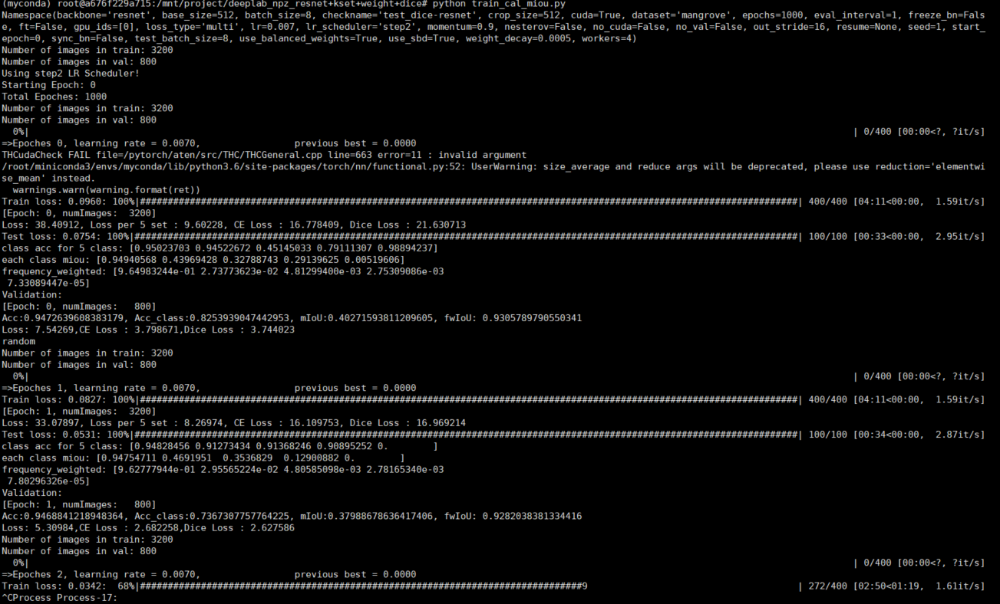 (myconda) root@a676f229a715:/mnt/project/deeplab_npz_resnet+kset+weight+dice# python train_cal_miou.py
Namespace(backbone='resnet', base_size=512, batch_size=8, checkname='test_dice-resnet', crop_size=512, cuda=True, dataset='mangrove', epochs=1000, eval_interval=1, freeze_bn=Fals
e, ft=False, gpu_ids=[0], loss_type='multi', lr=0.007, lr_scheduler='step2', momentum=0.9, nesterov=False, no_cuda=False, no_val=False, out_stride=16, resume=None, seed=1, start_
epoch=0, sync_bn=False, test_batch_size=8, use_balanced_weights=True, use_sbd=True, weight_decay=0.0005, workers=4)
Number of images in train: 3200
Number of images in val: 800
Using step2 LR Scheduler!
Starting Epoch: 0
Total Epoches: 1000
Number of images in train: 3200
Number of images in val: 800
0%| | 0/400 [00:00<?, ?it/s]
=>Epoches 0, learning rate = 0.0070, previous best = 0.0000
THCudaCheck FAIL file=/pytorch/aten/src/THC/THCGeneral.cpp line=663 error=11 : invalid argument
/root/miniconda3/envs/myconda/lib/python3.6/site-packages/torch/nn/functional.py:52: UserWarning: size_average and reduce args will be deprecated, please use reduction='elementwi
se_mean' instead.
warnings.warn(warning.format(ret))
Train loss: 0.0960: 100%|#######################################################################################################################| 400/400 [04:11<00:00, 1.59it/s]
[Epoch: 0, numImages: 3200]
Loss: 38.40912, Loss per 5 set : 9.60228, CE Loss : 16.778409, Dice Loss : 21.630713
Test loss: 0.0754: 100%|########################################################################################################################| 100/100 [00:33<00:00, 2.95it/s]
class acc for 5 class: [0.95023703 0.94522672 0.45145033 0.79111307 0.98894237]
each class miou: [0.94940568 0.43969428 0.32788743 0.29139625 0.00519606]
frequency_weighted: [9.64983244e-01 2.73773623e-02 4.81299400e-03 2.75309086e-03
7.33089447e-05]
Validation:
[Epoch: 0, numImages: 800]
Acc:0.9472639608383179, Acc_class:0.8253939047442953, mIoU:0.40271593811209605, fwIoU: 0.9305789790550341
Loss: 7.54269,CE Loss : 3.798671,Dice Loss : 3.744023
random
Number of images in train: 3200
Number of images in val: 800
0%| | 0/400 [00:00<?, ?it/s]
=>Epoches 1, learning rate = 0.0070, previous best = 0.0000
Train loss: 0.0827: 100%|#######################################################################################################################| 400/400 [04:11<00:00, 1.59it/s]
[Epoch: 1, numImages: 3200]
Loss: 33.07897, Loss per 5 set : 8.26974, CE Loss : 16.109753, Dice Loss : 16.969214
Test loss: 0.0531: 100%|########################################################################################################################| 100/100 [00:34<00:00, 2.87it/s]
class acc for 5 class: [0.94828456 0.91273434 0.91368246 0.90895252 0. ]
each class miou: [0.94754711 0.4691951 0.3536829 0.12900882 0. ]
frequency_weighted: [9.62777944e-01 2.95565224e-02 4.80585098e-03 2.78165340e-03
7.80296326e-05]
Validation:
[Epoch: 1, numImages: 800]
Acc:0.9468841218948364, Acc_class:0.7367307757764225, mIoU:0.37988678636417406, fwIoU: 0.9282038381334416
Loss: 5.30984,CE Loss : 2.682258,Dice Loss : 2.627586
Number of images in train: 3200
Number of images in val: 800
0%| | 0/400 [00:00<?, ?it/s]
=>Epoches 2, learning rate = 0.0070, previous best = 0.0000
Train loss: 0.0342: 68%|################################################################################9 | 272/400 [02:50<01:19, 1.61it/s]
^CProcess Process-17: